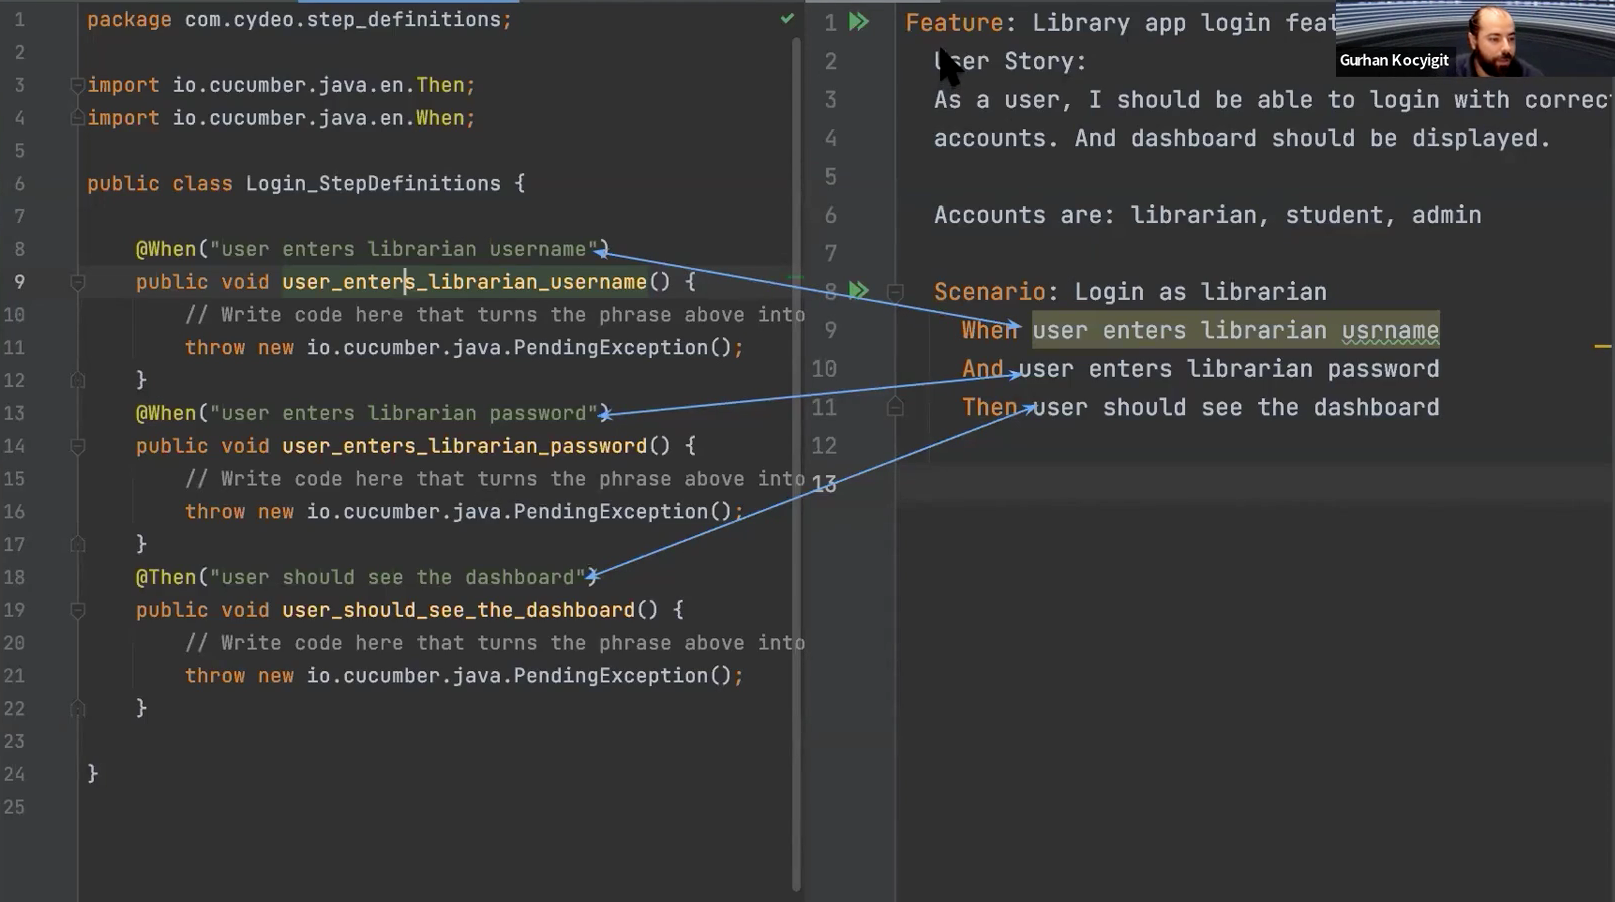 1 package com.cydeo.step_definitions;
2
3 import io.cucumber.java.en.Then;
4 import io.cucumber.java.en.When;
5
6 public class Login_StepDefinitions {
7
8 @When("user enters librarian username")
9 public void user_enters_librarian_username() {
10 // Write code here that turns the phrase above into
11 throw new io.cucumber.java.PendingException();
12 }
13 @When("user enters librarian password")
14 public void user_enters_librarian_password() {
15 // Write code here that turns the phrase above into
16 throw new io.cucumber.java.PendingException();
17 }
18 @Then("user should see the dashboard")
19 public void user_should_see_the_dashboard() {
20 // Write code here that turns the phrase above into
21 throw new io.cucumber.java.PendingException();
22 }
23
24 }
25
1 Feature: Library app login
2 User Story:
3 As a user, I should be able to login with
4 accounts. And dashboard should be displayed.
5
6 Accounts are: librarian, student, admin
7
8 Scenario: Login as librarian
9 When user enters librarian usrname
10 And user enters librarian password
11 Then user should see the dashboard
12
13
Gurhan Kocyigit